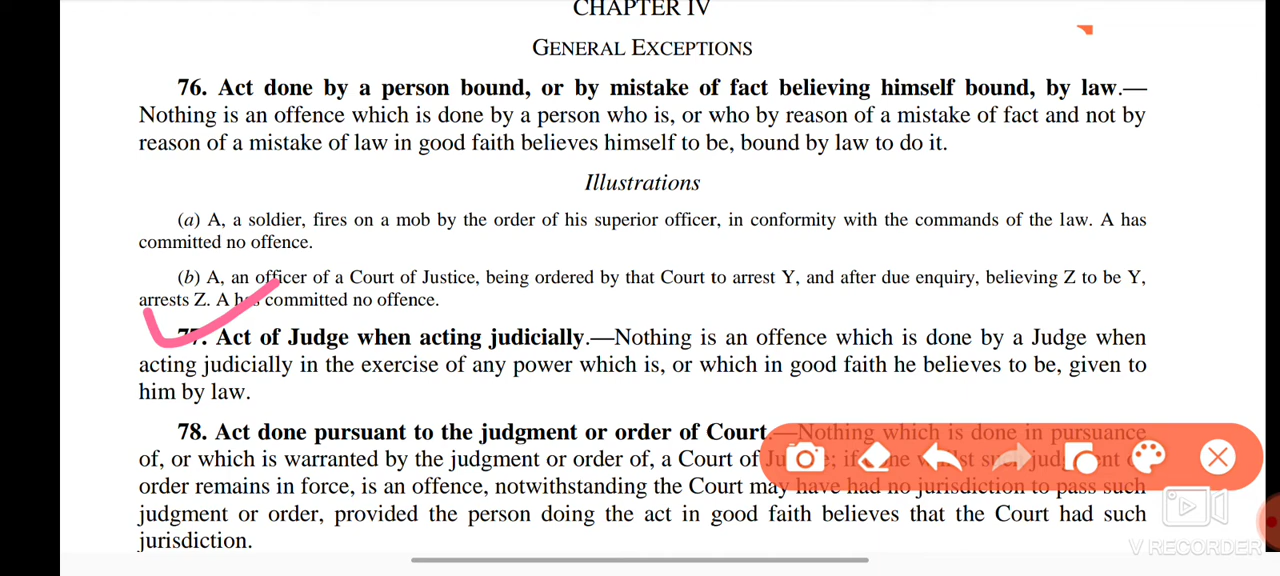 CHAPTER IV
GENERAL EXCEPTIONS
76. Act done by a person bound, or by mistake of fact believing himself bound, by law.—
Nothing is an offence which is done by a person who is, or who by reason of a mistake of fact and not by
reason of a mistake of law in good faith believes himself to be, bound by law to do it.
Illustrations
(a) A, a soldier, fires on a mob by the order of his superior officer, in conformity with the commands of the law. A has
committed no offence.
(b) A, an officer of a Court of Justice, being ordered by that Court to arrest Y, and after due enquiry, believing Z to be Y,
arrests Z. A has committed no offence.
77. Act of Judge when acting judicially.—Nothing is an offence which is done by a Judge when
acting judicially in the exercise of any power which is, or which in good faith he believes to be, given to
him by law.
78. Act done pursuant to the judgment or order of Court.—Nothing which is done in pursuance
of, or which is warranted by the judgment or order of, a Court of if
order remains in force, is an offence, notwithstanding the Court may have had no jurisdiction to pass such
judgment or order, provided the person doing the act in good faith believes that the Court had such
jurisdiction.
V RECORDER